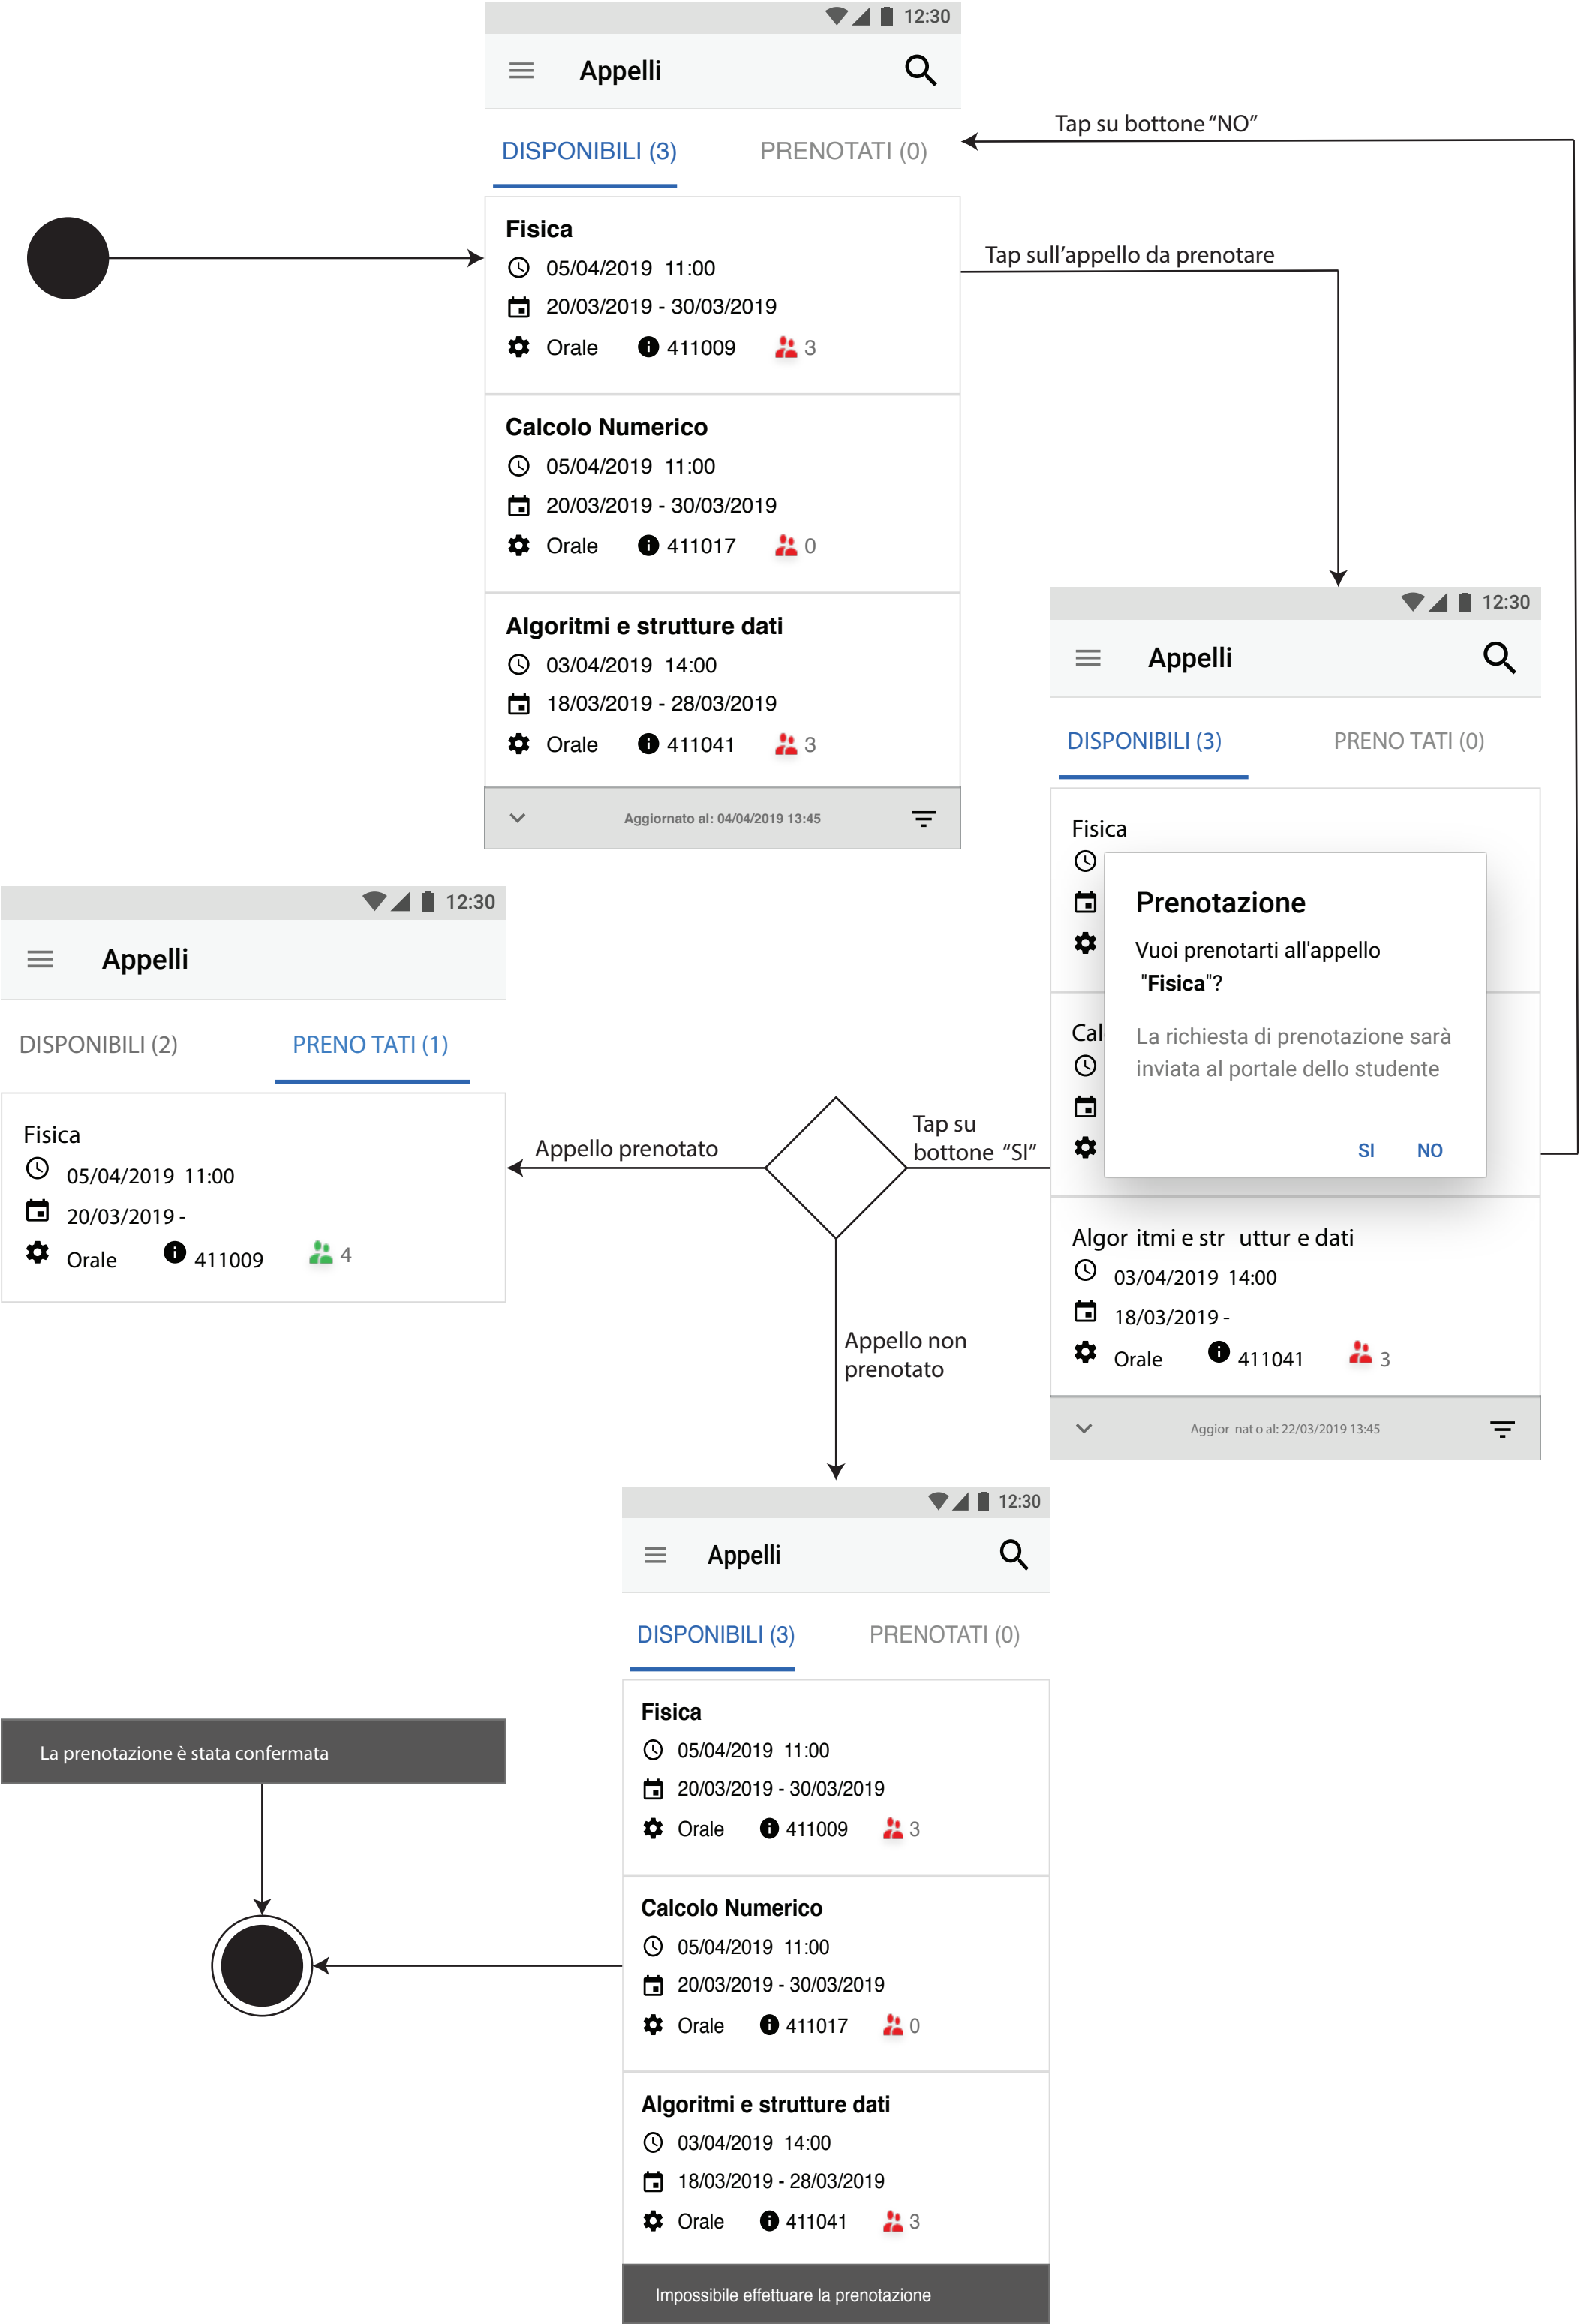 12:30
Appelli
DISPONIBILI (3) PRENOTATI (0)
Fisica
05/04/2019 11:00
20/03/2019 - 30/03/2019
Orale 411009 3
Calcolo Numerico
05/04/2019 11:00
20/03/2019 - 30/03/2019
Orale 411017 0
Algoritmi e strutture dati
03/04/2019 14:00
18/03/2019 - 28/03/2019
Orale 411041 3
Aggiornato al: 04/04/2019 13:45
Tap su bottone “NO”
Tap sull’appello da prenotare
12:30
Appelli
DISPONIBILI (3) PRENO TATI (0)
Fisica
Cal
Prenotazione
Vuoi prenotarti all'appello
"Fisica"?
La richiesta di prenotazione sarà
inviata al portale dello studente
SI NO
Algor itmi e str uttur e dati
03/04/2019 14:00
18/03/2019 -
Orale 411041 3
Aggior nat o al: 22/03/2019 13:45
Tap su
bottone “SI”
Appello prenotato
Appello non
prenotato
12:30
Appelli
DISPONIBILI (2) PRENO TATI (1)
Fisica
05/04/2019 11:00
20/03/2019 -
Orale 411009 4
La prenotazione è stata confermata
12:30
Appelli
DISPONIBILI (3) PRENOTATI (0)
Fisica
05/04/2019 11:00
20/03/2019 - 30/03/2019
Orale 411009 3
Calcolo Numerico
05/04/2019 11:00
20/03/2019 - 30/03/2019
Orale 411017 0
Algoritmi e strutture dati
03/04/2019 14:00
18/03/2019 - 28/03/2019
Orale 411041 3
Impossibile effettuare la prenotazione